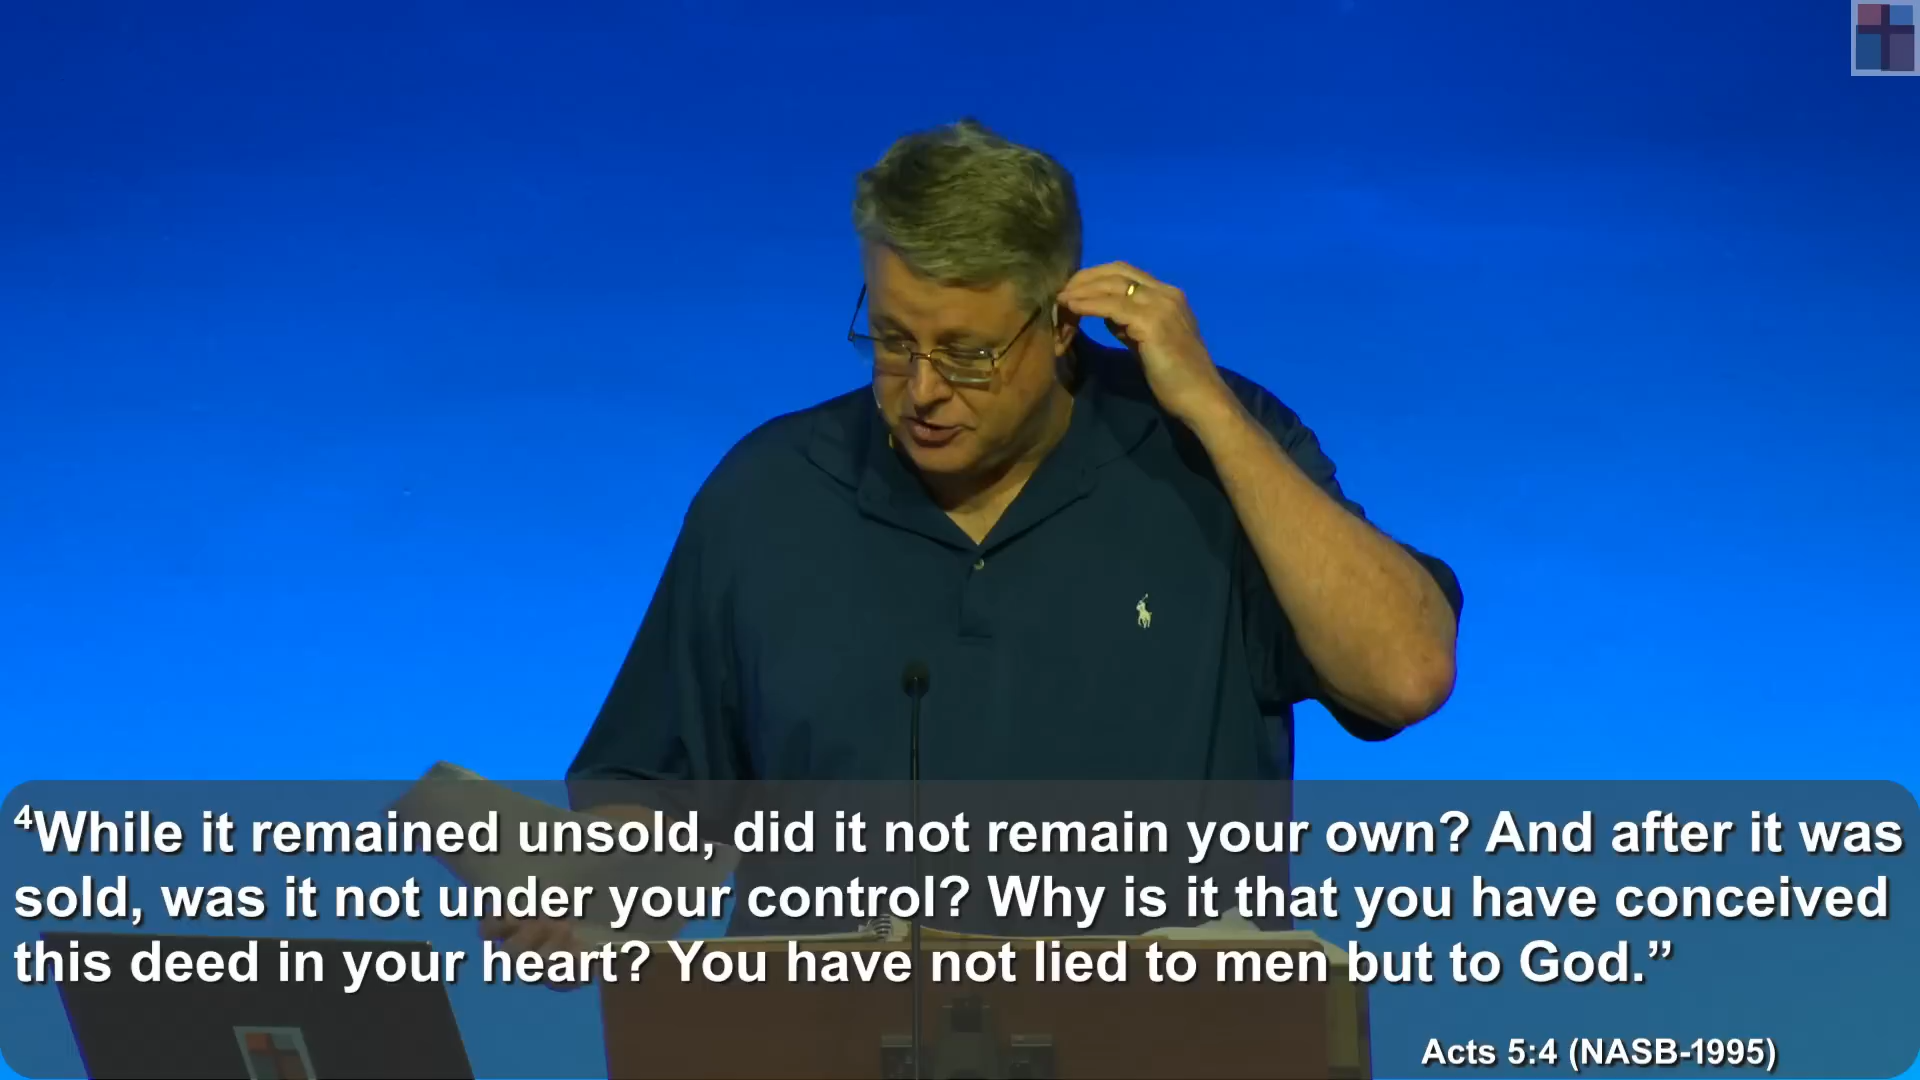 ⁴While it remained unsold, did it not remain your own? And after it was
sold, was it not under your control? Why is it that you have conceived
this deed in your heart? You have not lied to men but to God.”
Acts 5:4 (NASB-1995)